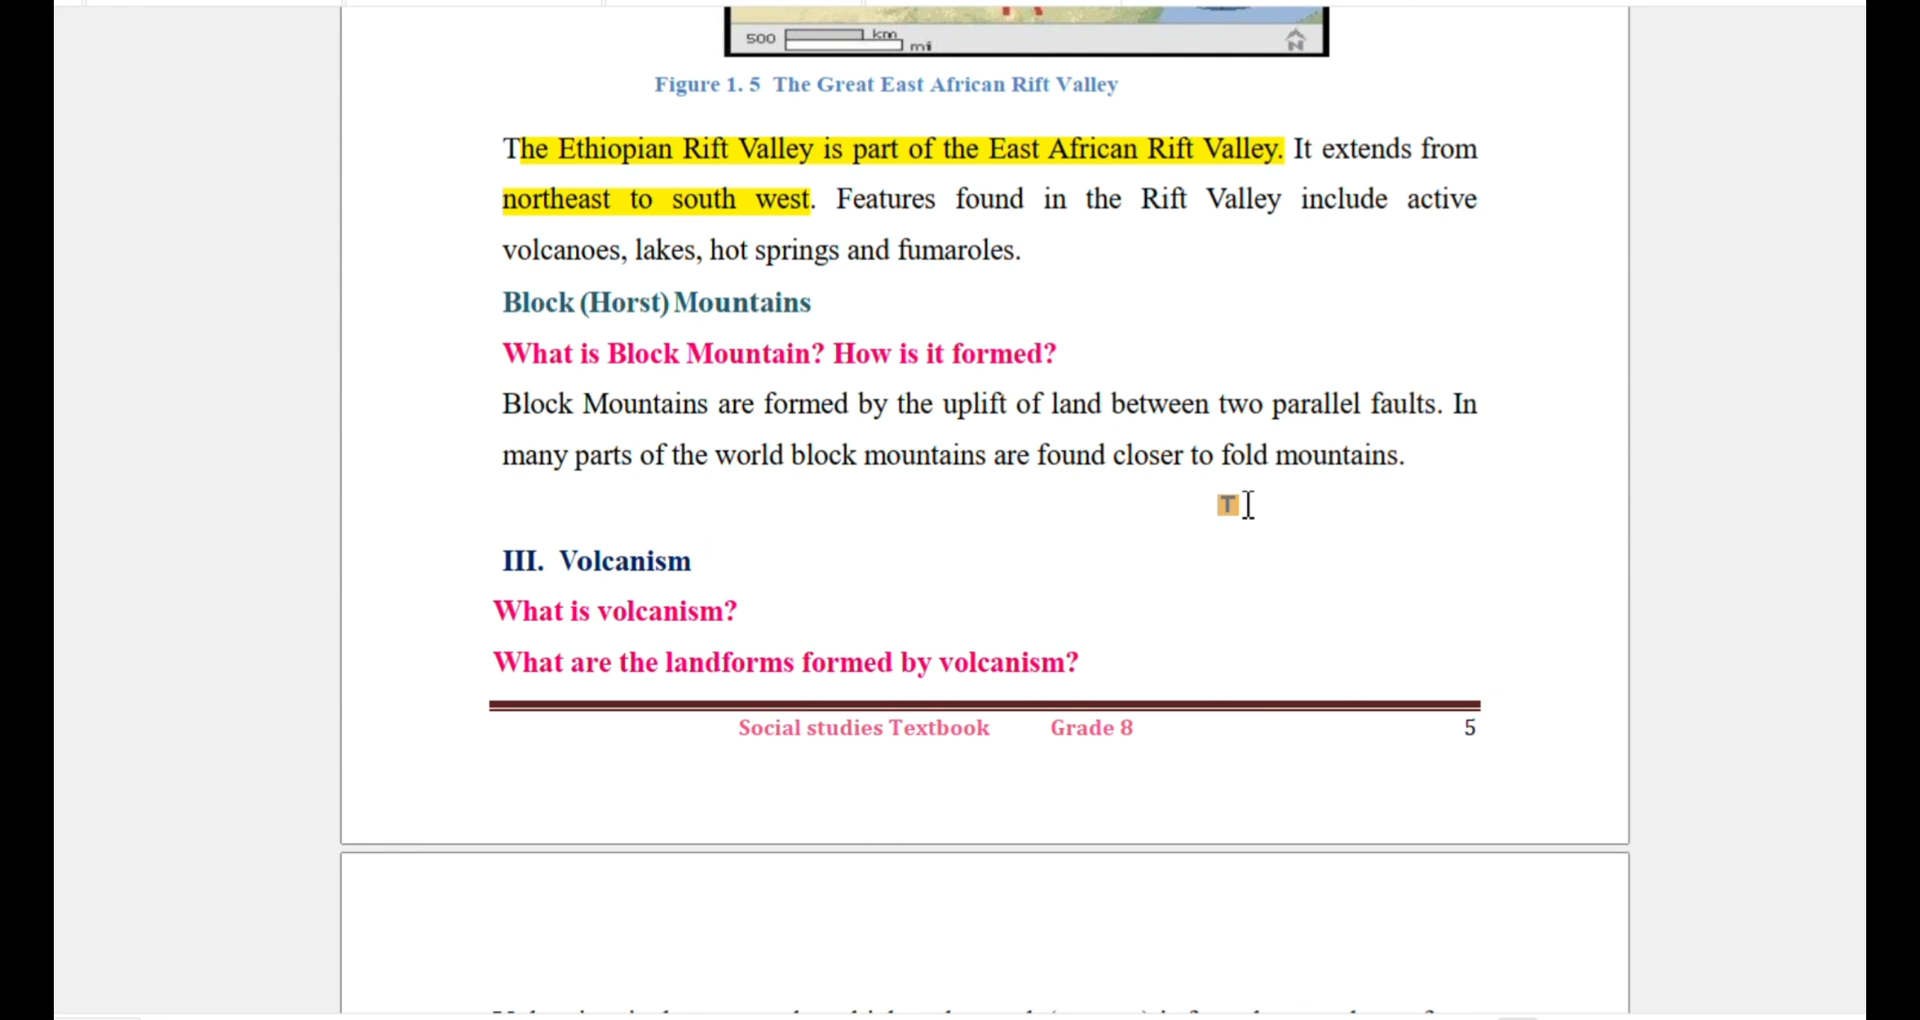 500 km
mi
N
Figure 1. 5 The Great East African Rift Valley
The Ethiopian Rift Valley is part of the East African Rift Valley. It extends from
northeast to south west. Features found in the Rift Valley include active
volcanoes, lakes, hot springs and fumaroles.
Block (Horst) Mountains
What is Block Mountain? How is it formed?
Block Mountains are formed by the uplift of land between two parallel faults. In
many parts of the world block mountains are found closer to fold mountains.
T
III. Volcanism
What is volcanism?
What are the landforms formed by volcanism?
Social studies Textbook Grade 8 5